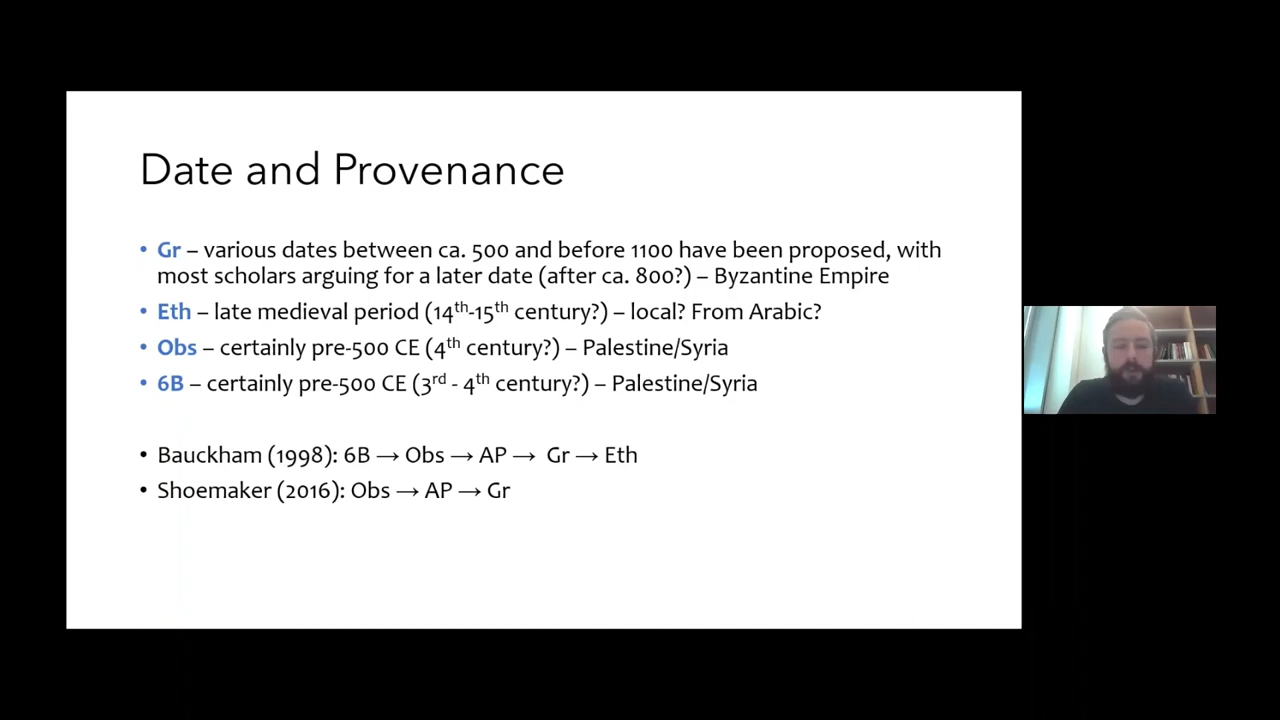 Date and Provenance
• Gr – various dates between ca. 500 and before 1100 have been proposed, with
most scholars arguing for a later date (after ca. 800?) – Byzantine Empire
• Eth – late medieval period (14th-15th century?) – local? From Arabic?
• Obs – certainly pre-500 CE (4th century?) – Palestine/Syria
• 6B – certainly pre-500 CE (3rd - 4th century?) – Palestine/Syria
• Bauckham (1998): 6B → Obs → AP → Gr → Eth
• Shoemaker (2016): Obs → AP → Gr